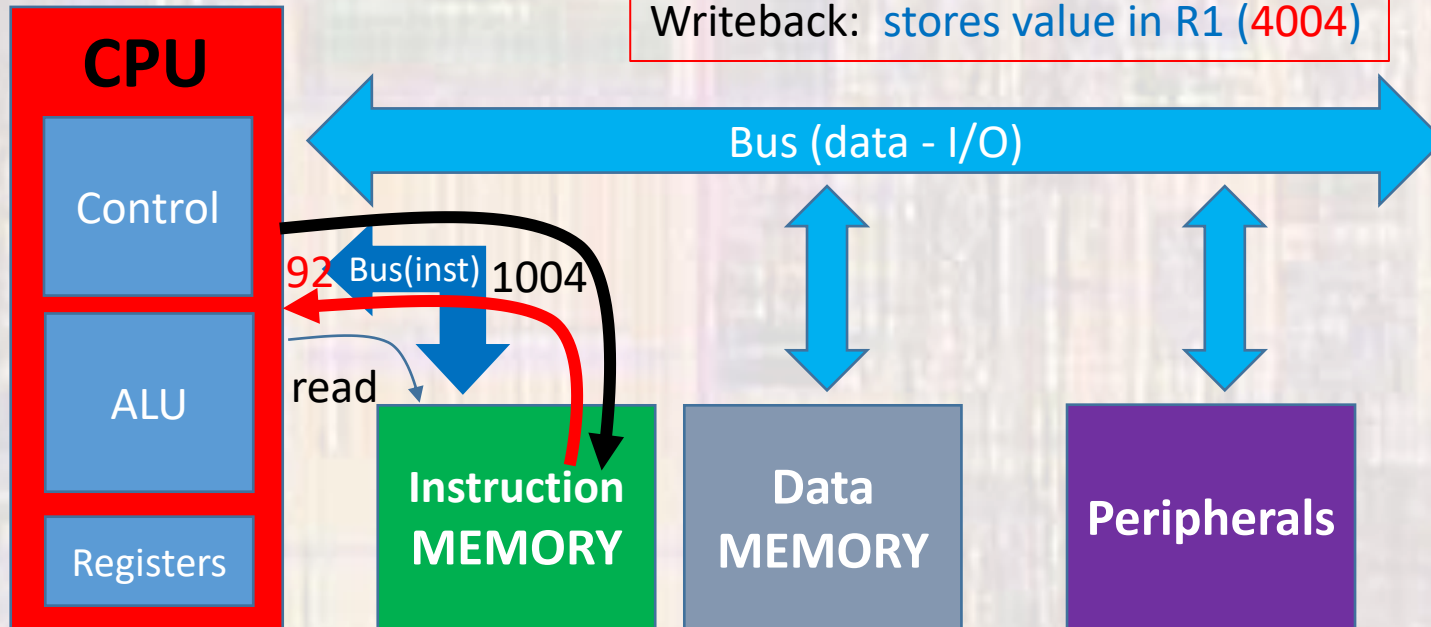 Writeback: stores value in R1 (4004)
CPU
Bus (data - I/O)
Control
92
Bus(inst)
1004
read
ALU
Registers
Instruction
MEMORY
Data
MEMORY
Peripherals